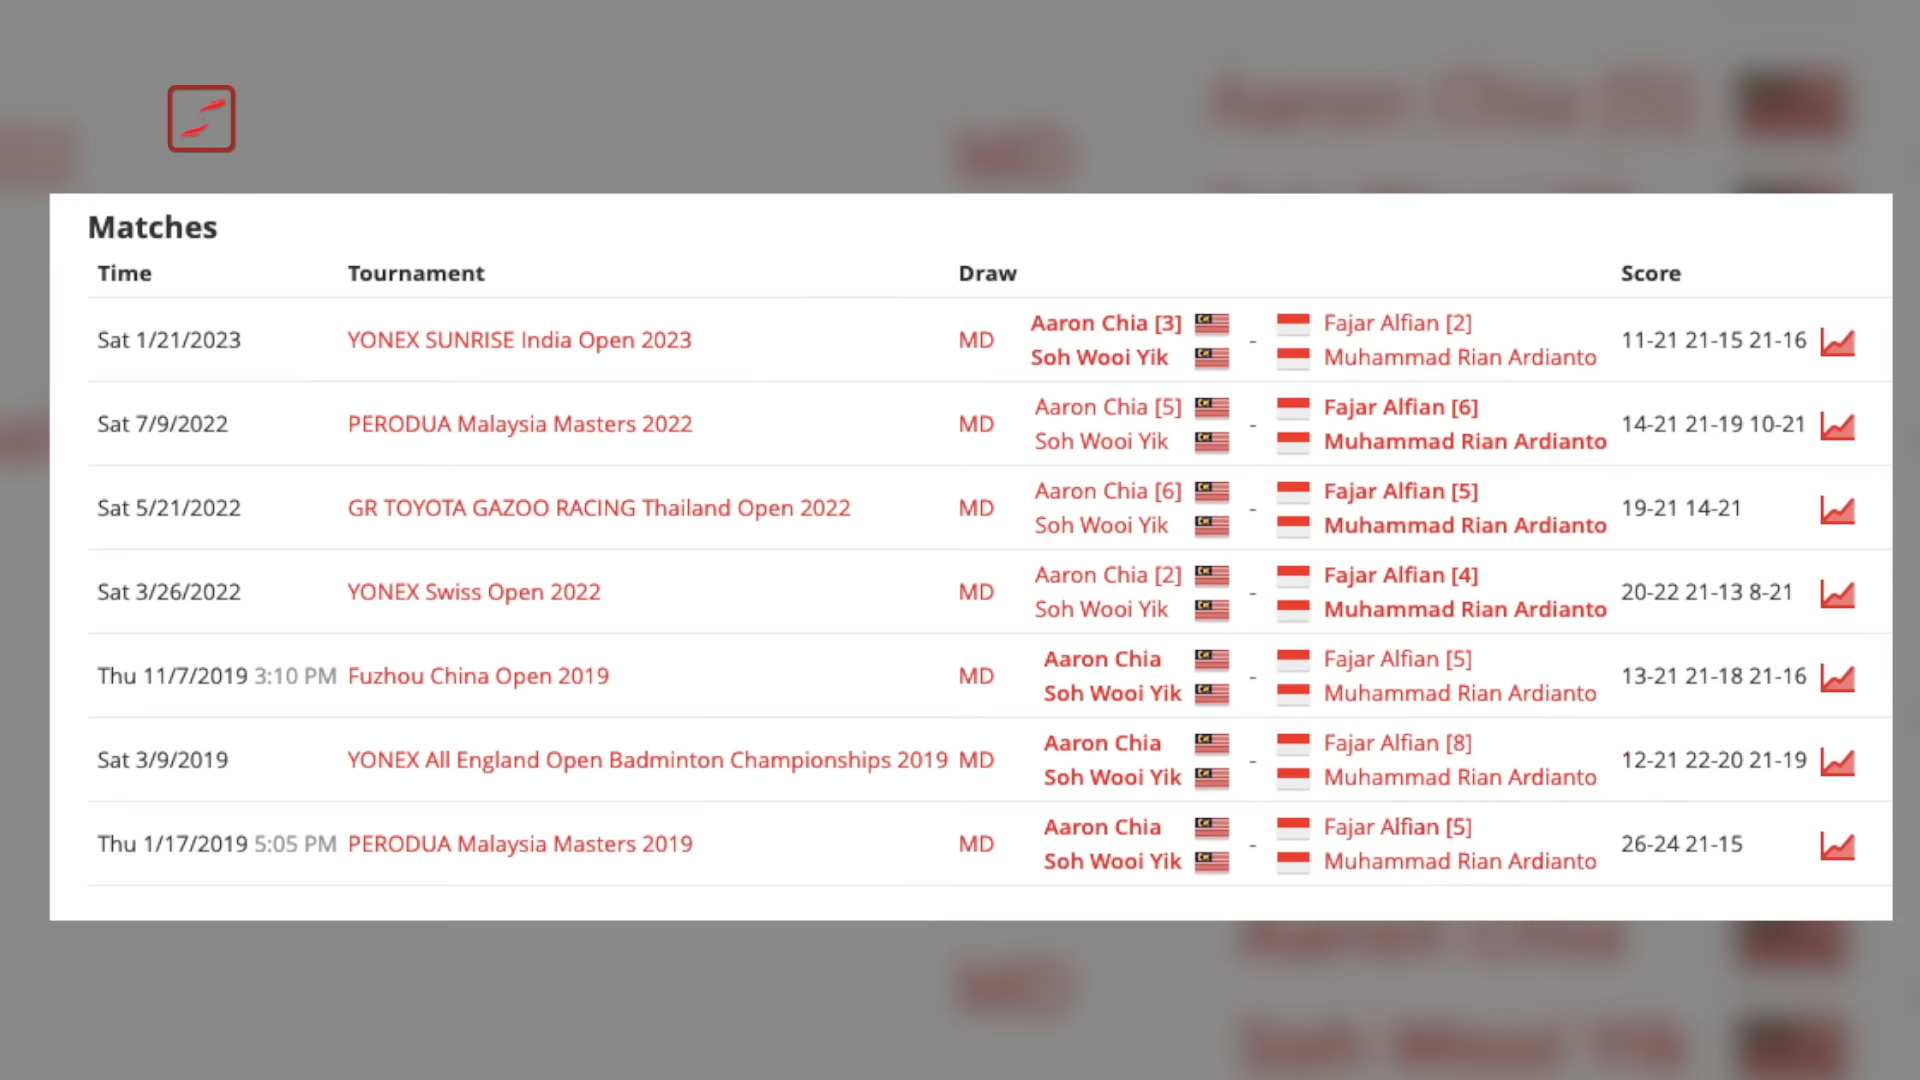 Matches
Time Tournament Draw Score
Sat 1/21/2023 YONEX SUNRISE India Open 2023 MD Aaron Chia [3] Soh Wooi Yik - Fajar Alfian [2] Muhammad Rian Ardianto 11-21 21-15 21-16
Sat 7/9/2022 PERODUA Malaysia Masters 2022 MD Aaron Chia [5] Soh Wooi Yik - Fajar Alfian [6] Muhammad Rian Ardianto 14-21 21-19 10-21
Sat 5/21/2022 GR TOYOTA GAZOO RACING Thailand Open 2022 MD Aaron Chia [6] Soh Wooi Yik - Fajar Alfian [5] Muhammad Rian Ardianto 19-21 14-21
Sat 3/26/2022 YONEX Swiss Open 2022 MD Aaron Chia [2] Soh Wooi Yik - Fajar Alfian [4] Muhammad Rian Ardianto 20-22 21-13 8-21
Thu 11/7/2019 3:10 PM Fuzhou China Open 2019 MD Aaron Chia Soh Wooi Yik - Fajar Alfian [5] Muhammad Rian Ardianto 13-21 21-18 21-16
Sat 3/9/2019 YONEX All England Open Badminton Championships 2019 MD Aaron Chia Soh Wooi Yik - Fajar Alfian [8] Muhammad Rian Ardianto 12-21 22-20 21-19
Thu 1/17/2019 5:05 PM PERODUA Malaysia Masters 2019 MD Aaron Chia Soh Wooi Yik - Fajar Alfian [5] Muhammad Rian Ardianto 26-24 21-15